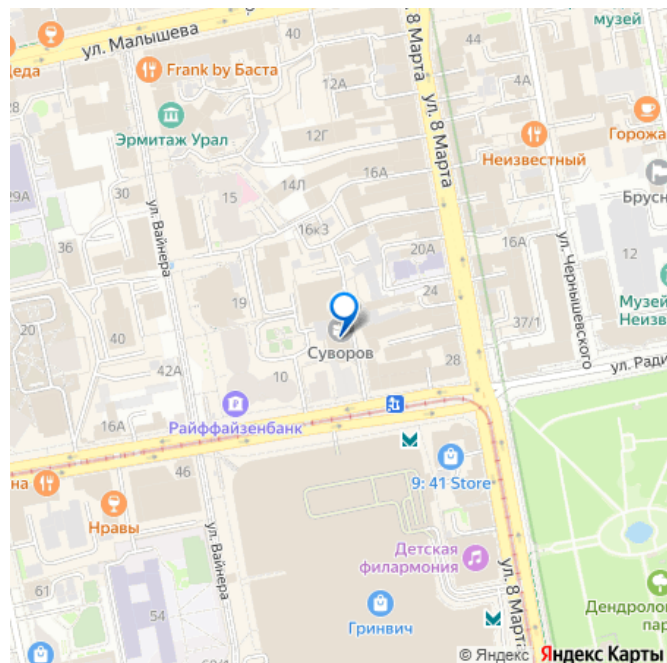 музей
40
ул. Малышева
40
44
ул. 8 Марта
Frank by Баста
12А
4А
28
Эрмитаж Урал
12Г
Горожа
ул. 8 Марта
Неизвестный
16А
14Л
15
30
29А
Брусн
ул. Вайнера
16к3
36
20А
16А
12
ул. Чернышевского
19
24
Музей
Неизв
20
40
37/1
Суворов
42А
10
28
ул. Ради
16А
Райффайзенбанк
на
46
9: 41 Store
Нравы
ул. Вайнера
Детская
филармония
ул. 8 Марта
61
54
Дендроло
пар
Гринвич
© Яндекс Яндекс Карты